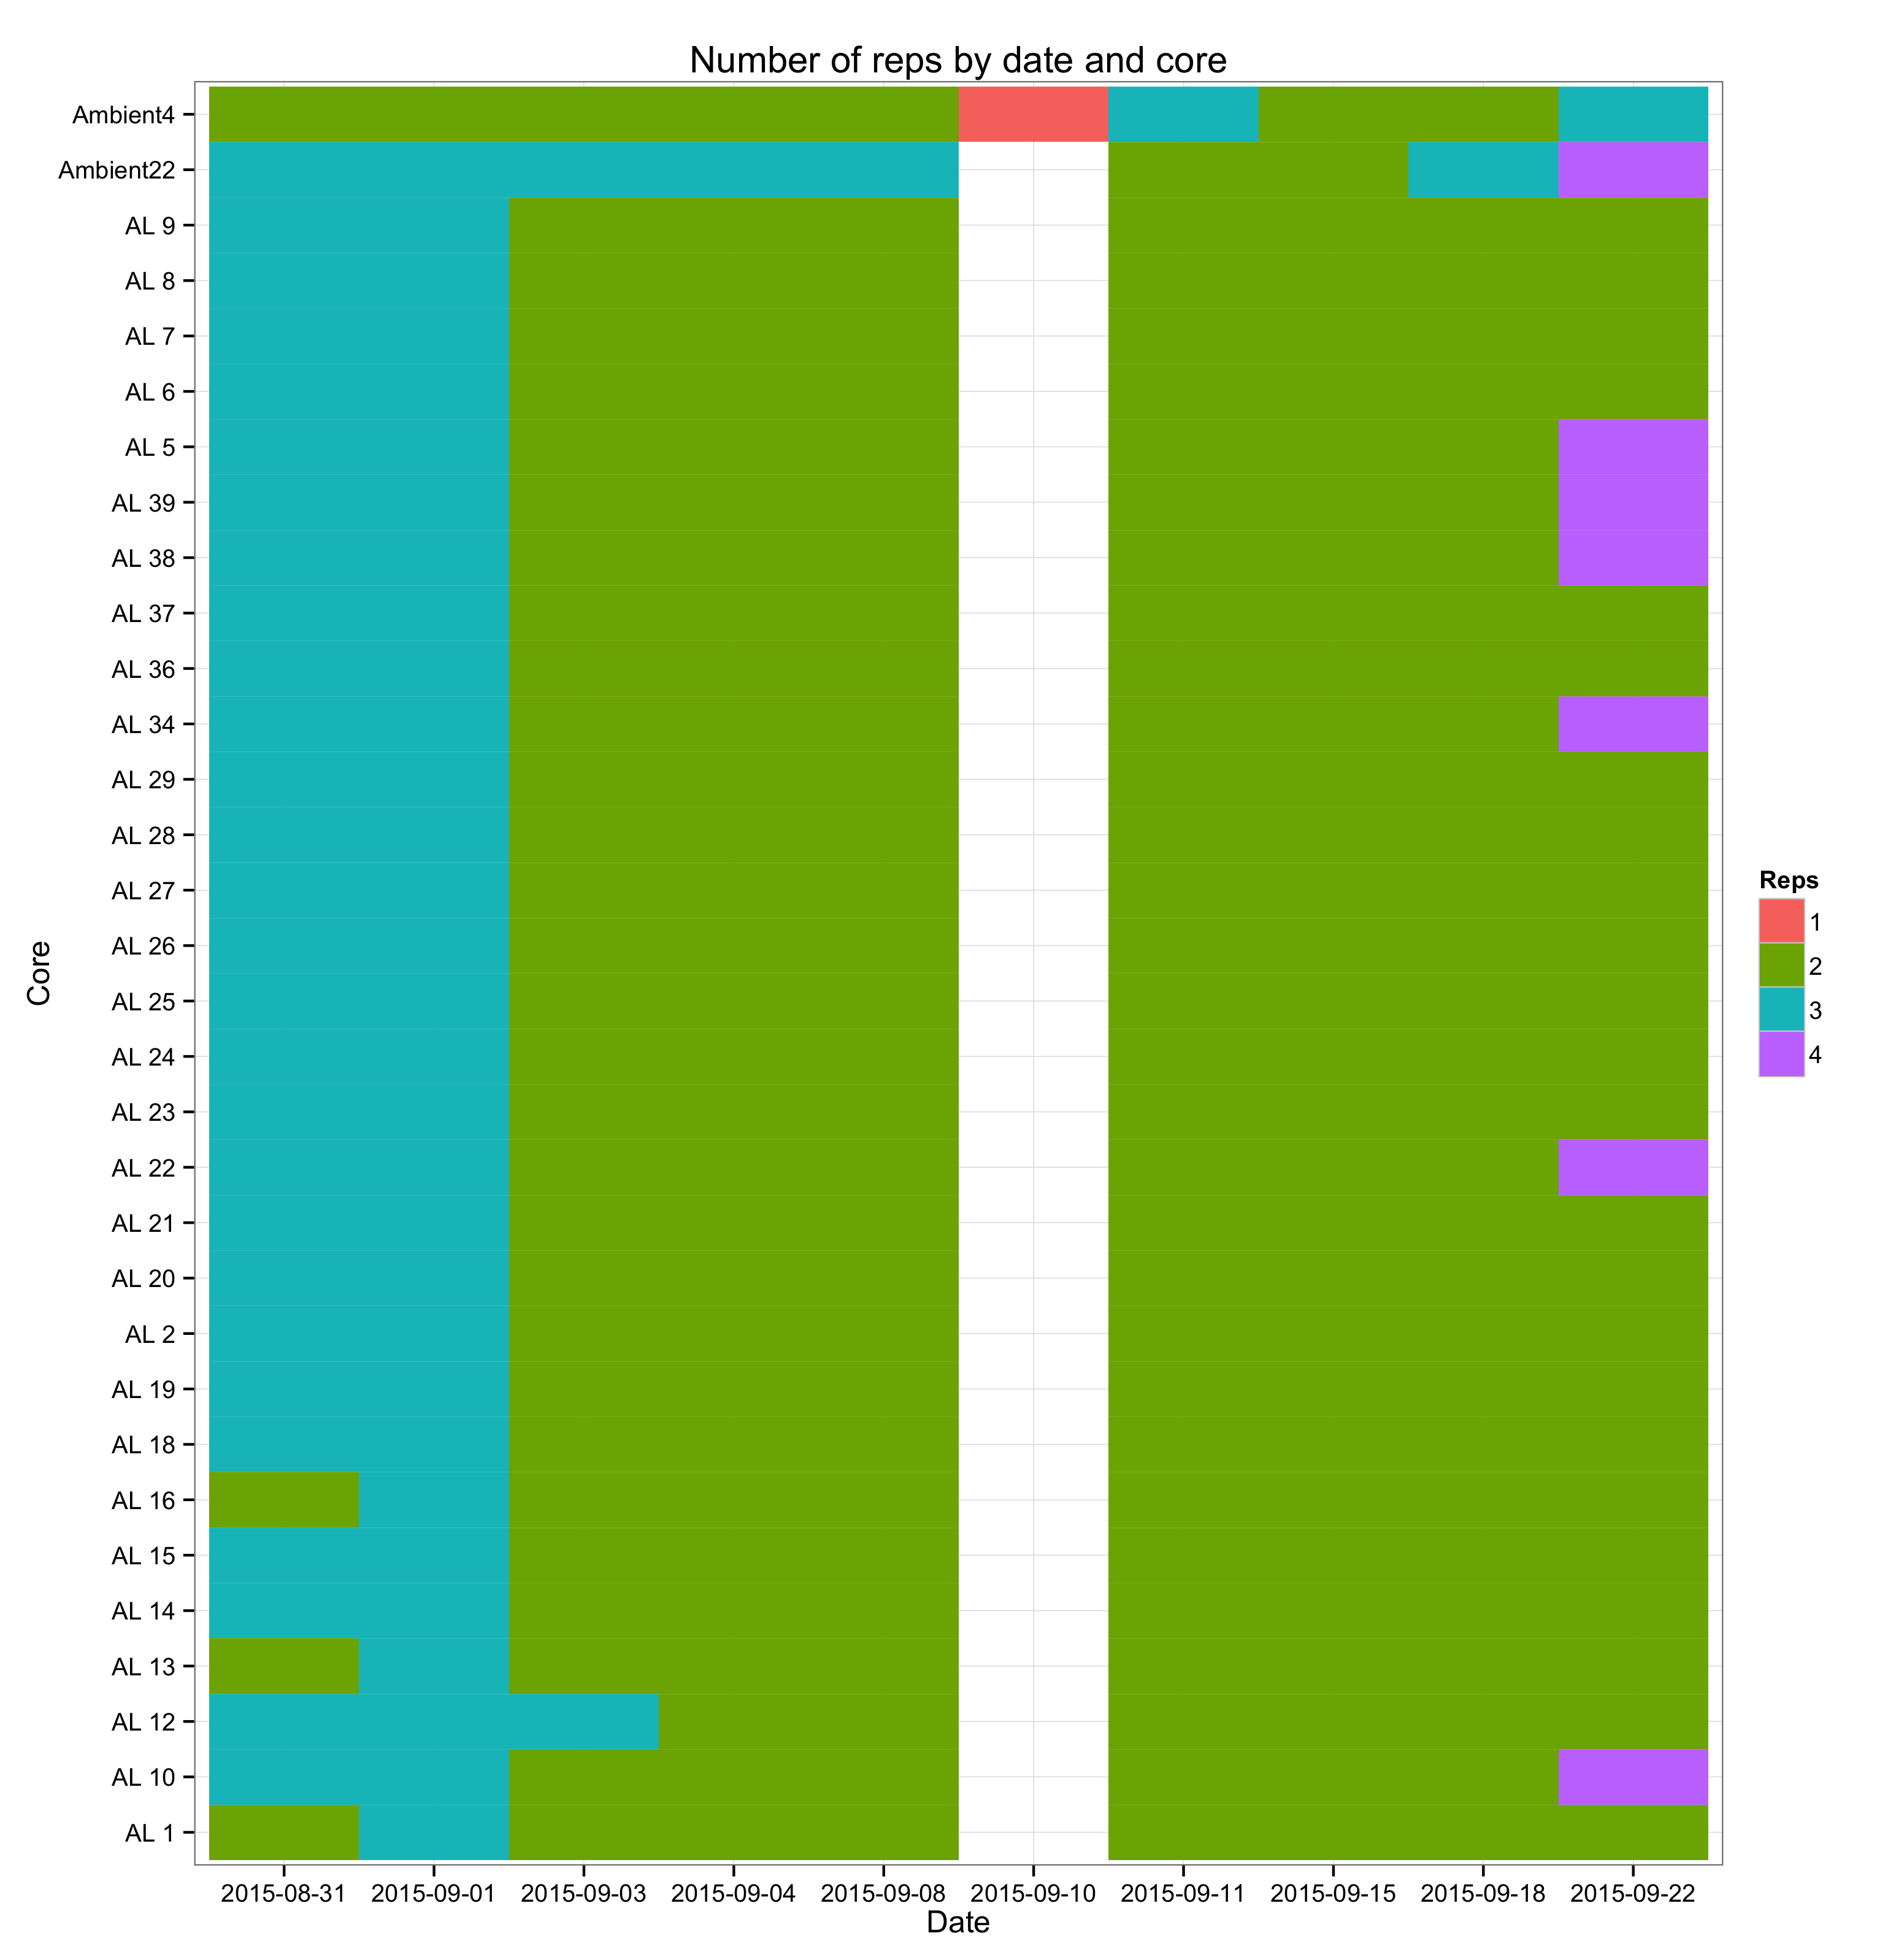 Number of reps by date and core
Ambient4
Ambient22
AL 9
AL 8
AL 7
AL 6
AL 5
AL 39
AL 38
AL 37
AL 36
AL 34
AL 29
AL 28
AL 27
AL 26
AL 25
AL 24
AL 23
AL 22
AL 21
AL 20
AL 2
AL 19
AL 18
AL 16
AL 15
AL 14
AL 13
AL 12
AL 10
AL 1
Core
2015-08-31 2015-09-01 2015-09-03 2015-09-04 2015-09-08 2015-09-10 2015-09-11 2015-09-15 2015-09-18 2015-09-22
Date
Reps
1
2
3
4